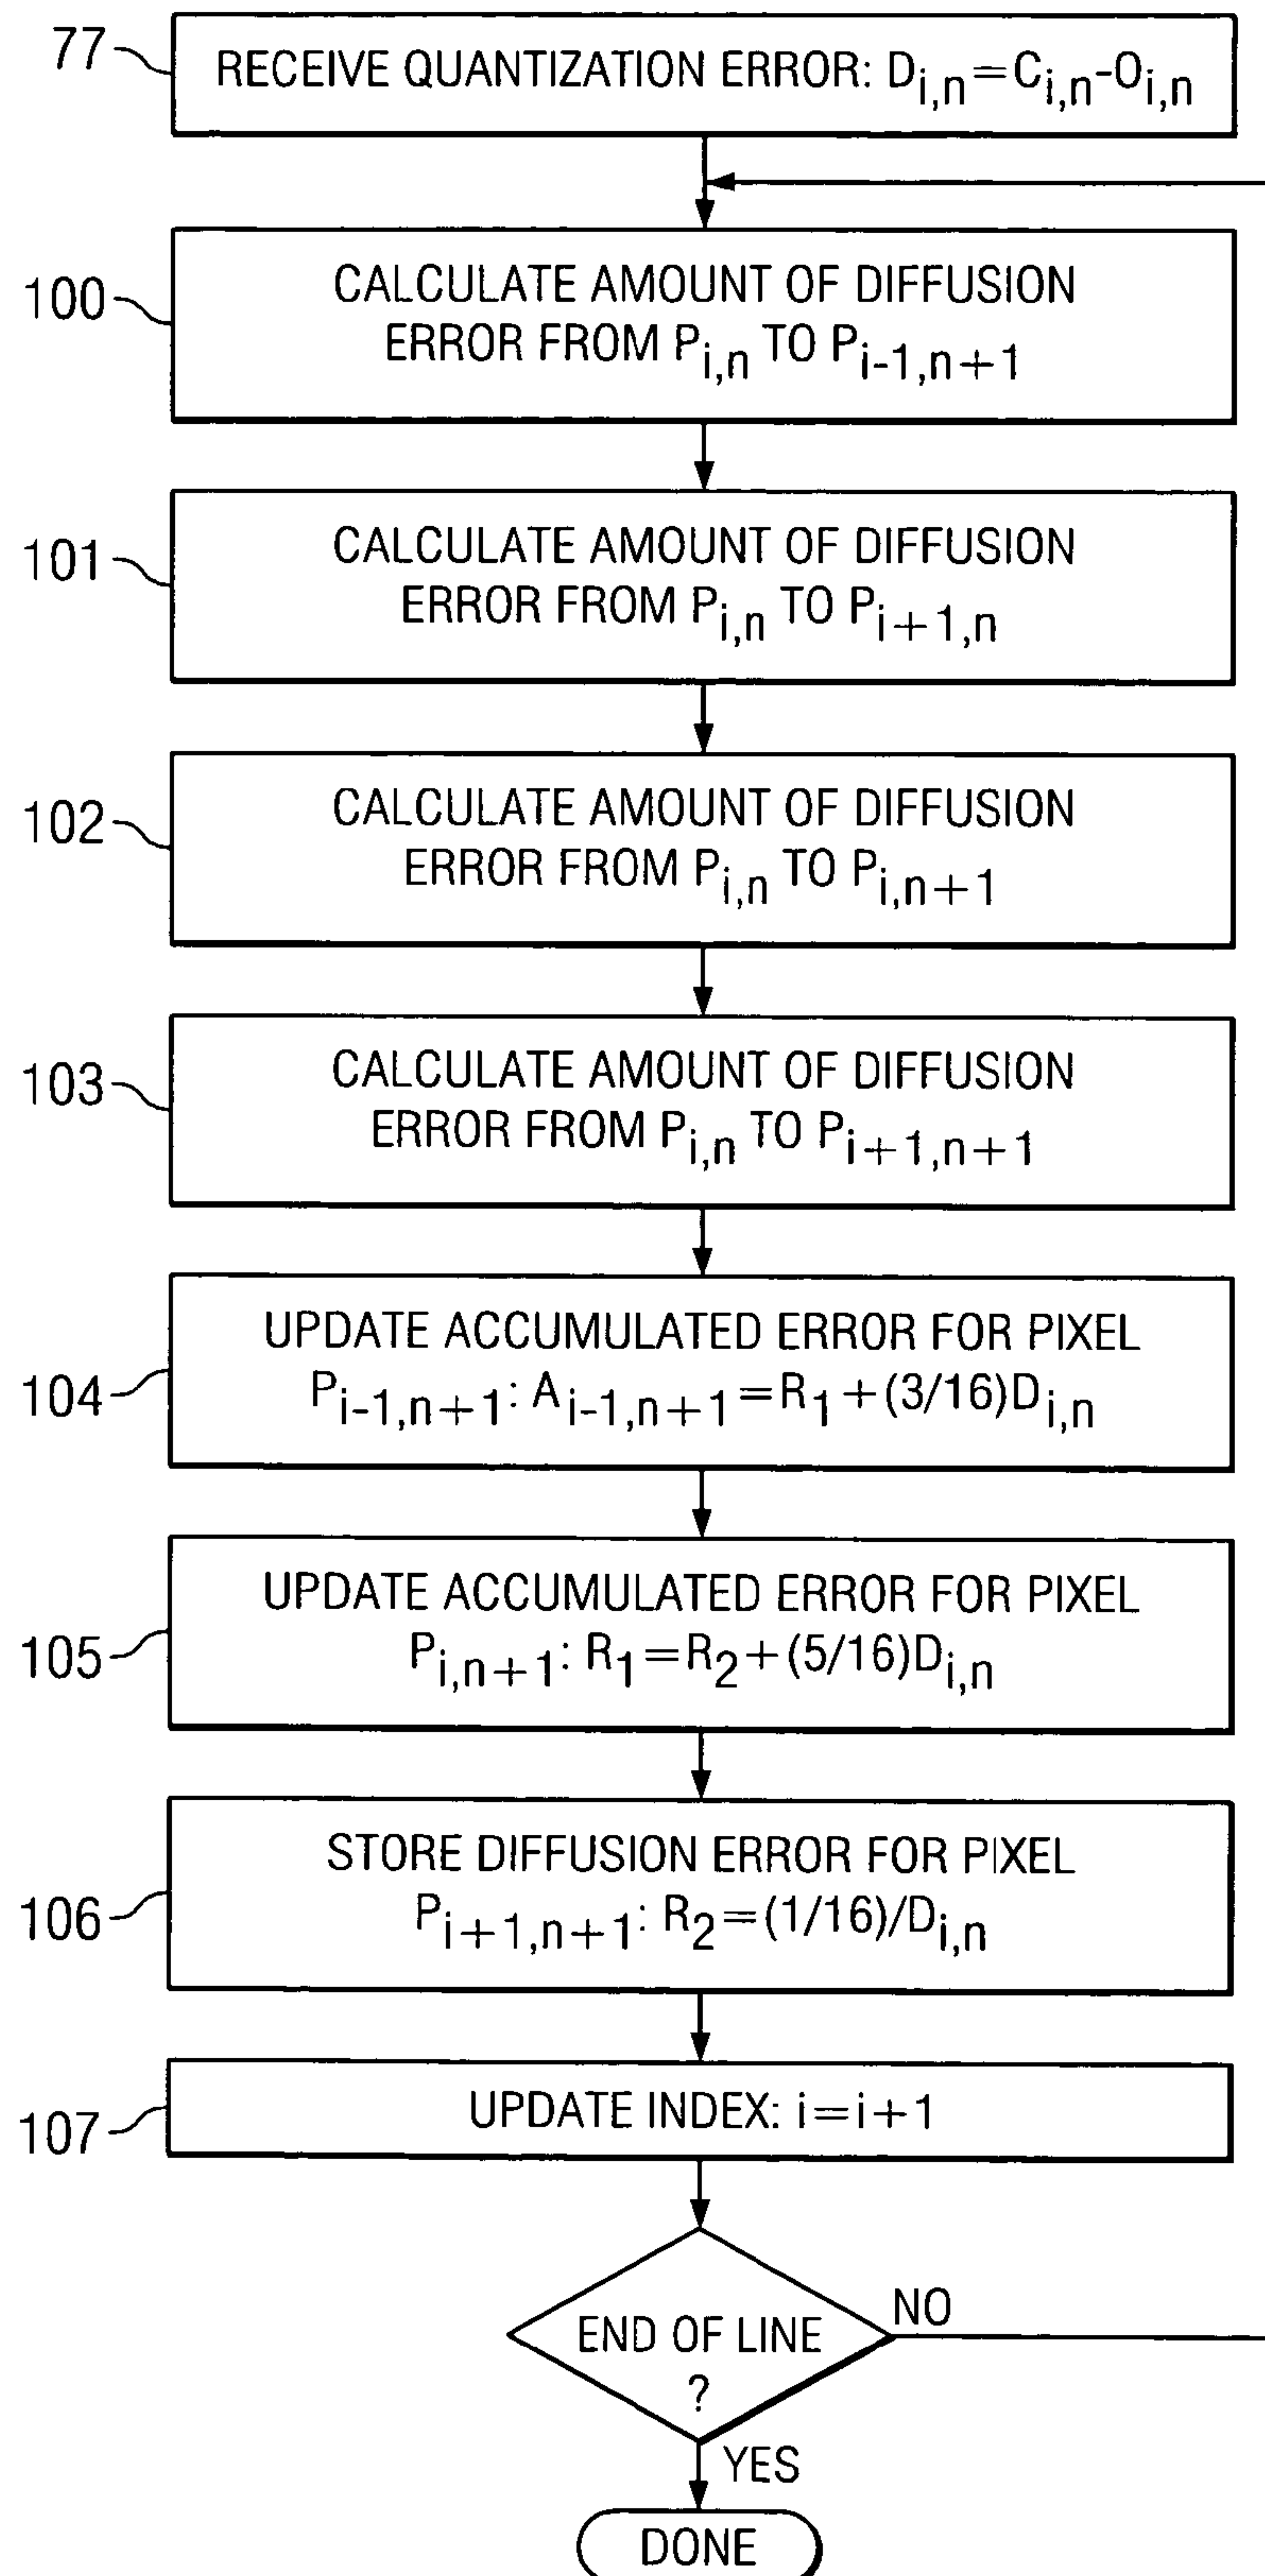 77
RECEIVE QUANTIZATION ERROR: Di,n=Ci,n-Oi,n
100
CALCULATE AMOUNT OF DIFFUSION
ERROR FROM Pi,n TO Pi-1,n+1
101
CALCULATE AMOUNT OF DIFFUSION
ERROR FROM Pi,n TO Pi+1,n
102
CALCULATE AMOUNT OF DIFFUSION
ERROR FROM Pi,n TO Pi,n+1
103
CALCULATE AMOUNT OF DIFFUSION
ERROR FROM Pi,n TO Pi+1,n+1
104
UPDATE ACCUMULATED ERROR FOR PIXEL
Pi-1,n+1: Ai-1,n+1=R1+(3/16)Di,n
105
UPDATE ACCUMULATED ERROR FOR PIXEL
Pi,n+1: R1=R2+(5/16)Di,n
106
STORE DIFFUSION ERROR FOR PIXEL
Pi+1,n+1: R2=(1/16)/Di,n
107
UPDATE INDEX: i=i+1
END OF LINE
?
NO
YES
DONE